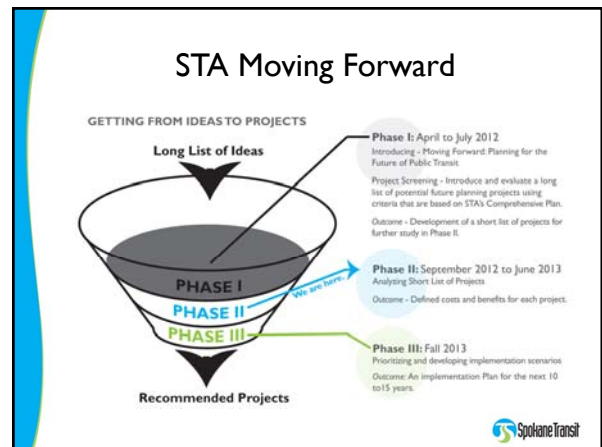 STA Moving Forward
GETTING FROM IDEAS TO PROJECTS
Long List of Ideas
PHASE I
PHASE II
We are here.
PHASE III
Recommended Projects
Phase I: April to July 2012
Introducing - Moving Forward: Planning for the
Future of Public Transit
Project Screening - Introduce and evaluate a long
list of potential future planning projects using
criteria that are based on STA's Comprehensive Plan.
Outcome - Development of a short list of projects for
further study in Phase II.
Phase II: September 2012 to June 2013
Analyzing Short List of Projects
Outcome - Defined costs and benefits for each project.
Phase III: Fall 2013
Prioritizing and developing implementation scenarios
Outcome: An implementation Plan for the next 10
to15 years.
Spokane Transit